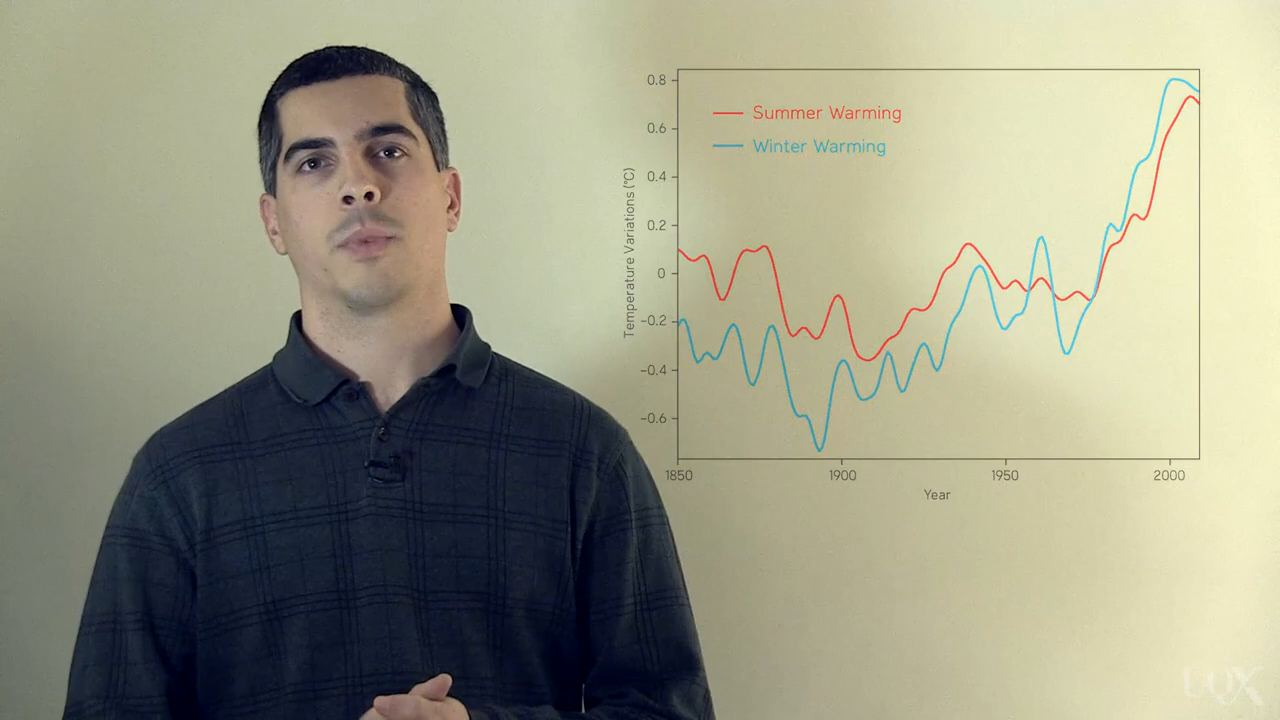 0.8
0.6
0.4
0.2
0
-0.2
-0.4
-0.6
Temperature Variations (°C)
Summer Warming
Winter Warming
1850 1900 1950 2000
Year
UQX